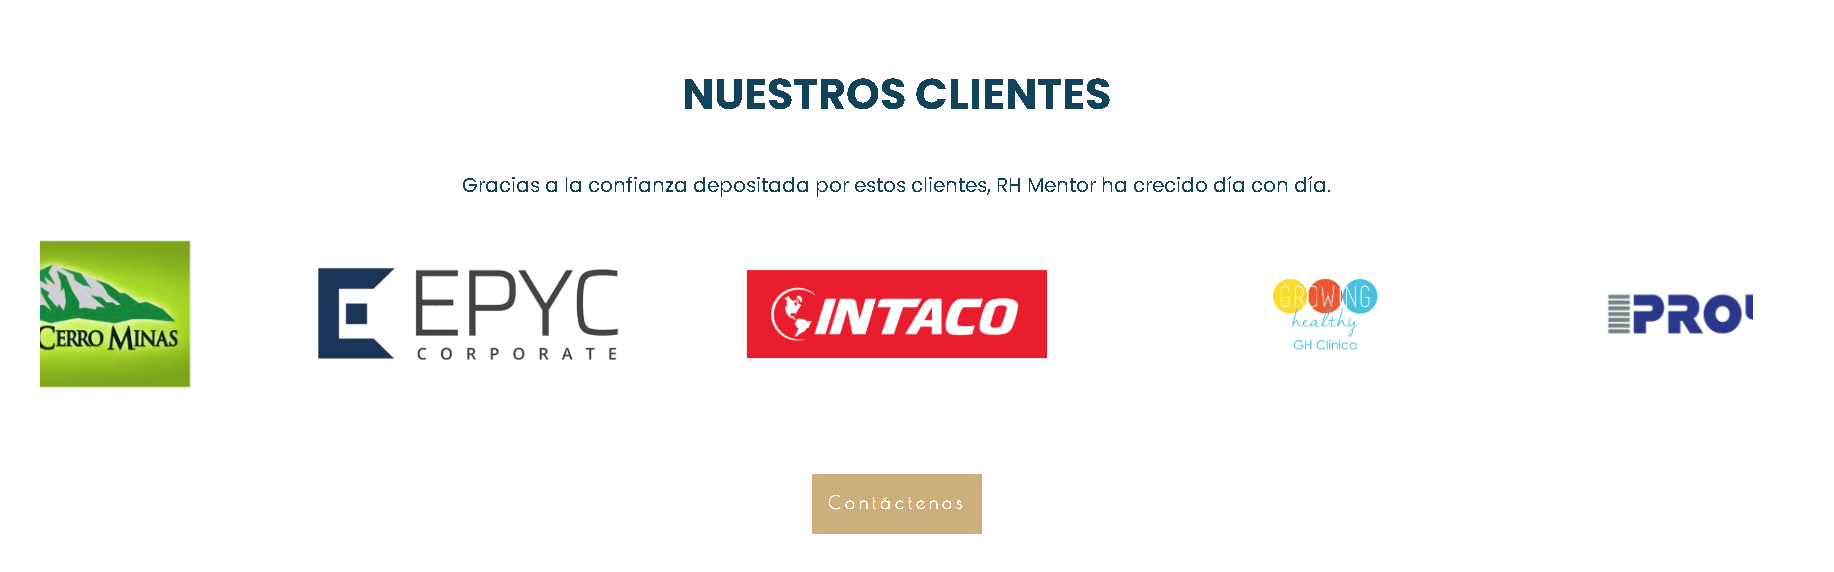 NUESTROS CLIENTES
Gracias a la confianza depositada por estos clientes, RH Mentor ha crecido día con día.
CERRO MINAS
EPYC
CORPORATE
INTACO
GROWING
healthy
GH Clínica
Contáctenos